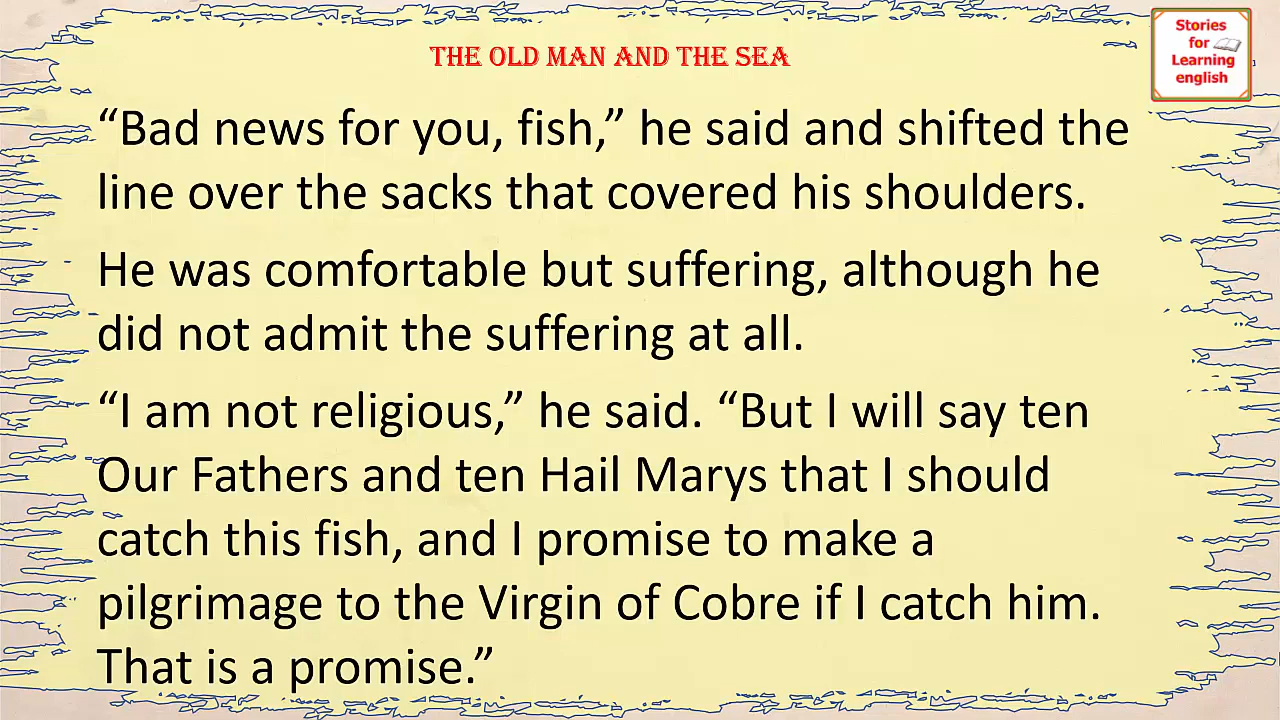 THE OLD MAN AND THE SEA
Stories
for
Learning
english
“Bad news for you, fish,” he said and shifted the
line over the sacks that covered his shoulders.
He was comfortable but suffering, although he
did not admit the suffering at all.
“I am not religious,” he said. “But I will say ten
Our Fathers and ten Hail Marys that I should
catch this fish, and I promise to make a
pilgrimage to the Virgin of Cobre if I catch him.
That is a promise.”